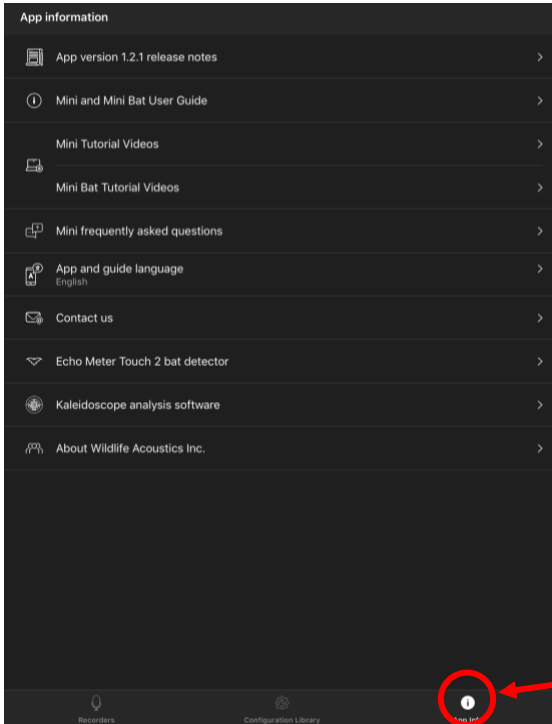 App information
App version 1.2.1 release notes
Mini and Mini Bat User Guide
Mini Tutorial Videos
Mini Bat Tutorial Videos
Mini frequently asked questions
App and guide language
English
Contact us
Echo Meter Touch 2 bat detector
Kaleidoscope analysis software
About Wildlife Acoustics Inc.
Recorders
Configuration Library
App Info